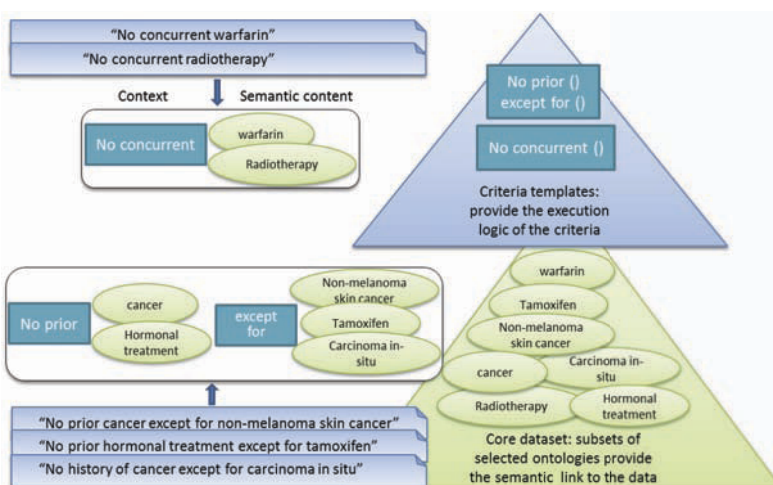 “No concurrent warfarin”
“No concurrent radiotherapy”
Context
Semantic content
No concurrent
warfarin
Radiotherapy
No prior ()
except for ()
No concurrent ()
Criteria templates:
provide the execution
logic of the criteria
No prior
cancer
Hormonal
treatment
except
for
Non-melanoma
skin cancer
Tamoxifen
Carcinoma in-
situ
“No prior cancer except for non-melanoma skin cancer”
“No prior hormonal treatment except for tamoxifen”
“No history of cancer except for carcinoma in situ”
warfarin
Tamoxifen
Non-melanoma
skin cancer
cancer
Carcinoma in-
situ
Radiotherapy
Hormonal
treatment
Core dataset: subsets of
selected ontologies provide
the semantic link to the data